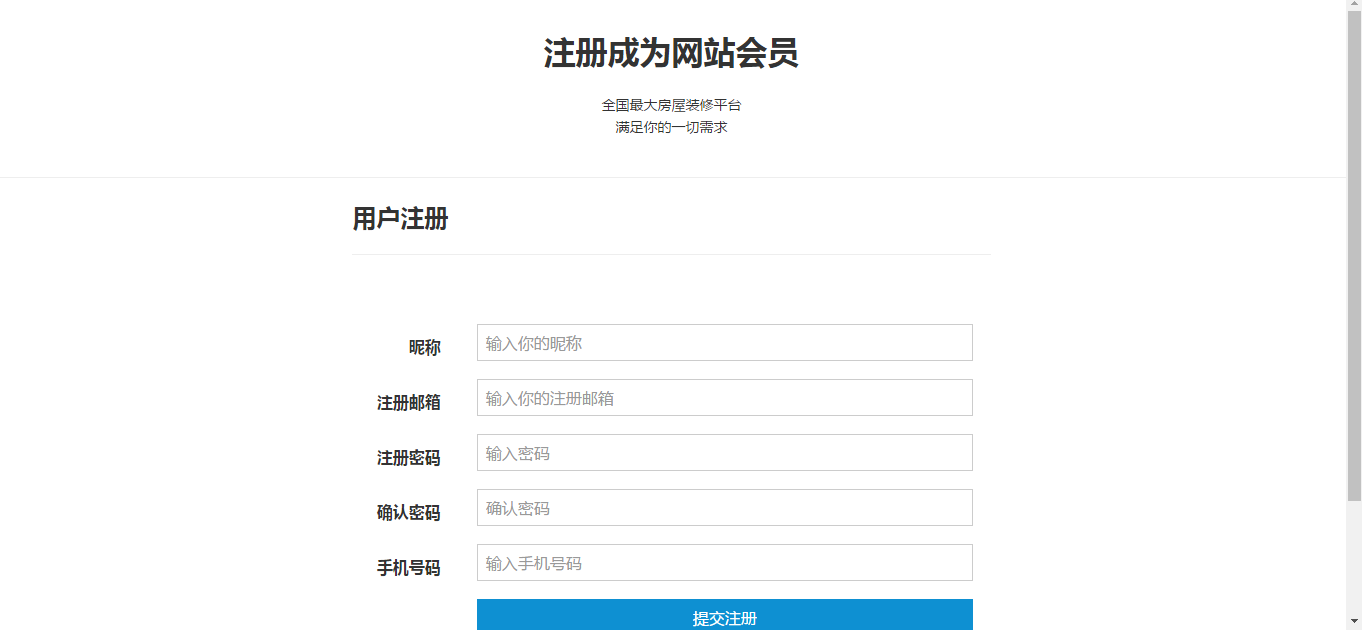 注册成为网站会员
全国最大房屋装修平台
满足你的一切需求
用户注册
昵称 输入你的昵称
注册邮箱 输入你的注册邮箱
注册密码 输入密码
确认密码 确认密码
手机号码 输入手机号码
提交注册